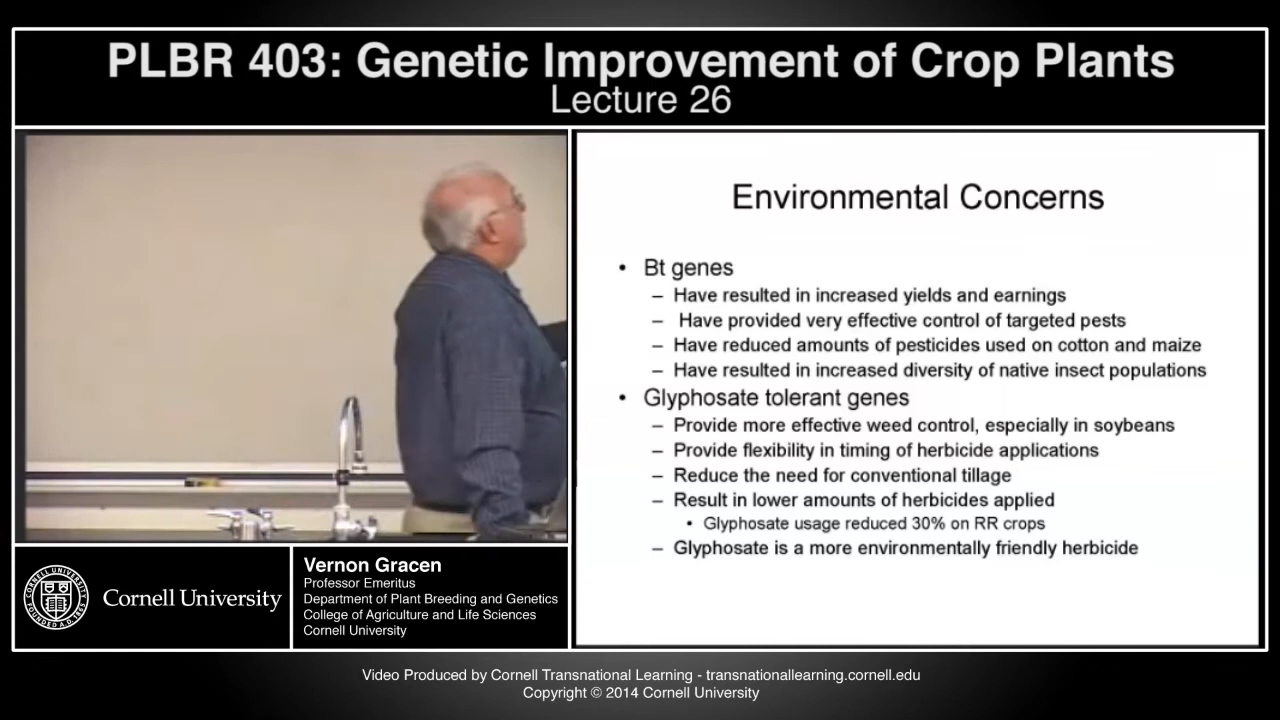 PLBR 403: Genetic Improvement of Crop Plants
Lecture 26
Environmental Concerns
• Bt genes
– Have resulted in increased yields and earnings
– Have provided very effective control of targeted pests
– Have reduced amounts of pesticides used on cotton and maize
– Have resulted in increased diversity of native insect populations
• Glyphosate tolerant genes
– Provide more effective weed control, especially in soybeans
– Provide flexibility in timing of herbicide applications
– Reduce the need for conventional tillage
– Result in lower amounts of herbicides applied
• Glyphosate usage reduced 30% on RR crops
– Glyphosate is a more environmentally friendly herbicide
CORNELL UNIVERSITY
FOUNDED A.D. 1865
Cornell University
Vernon Gracen
Professor Emeritus
Department of Plant Breeding and Genetics
College of Agriculture and Life Sciences
Cornell University
Video Produced by Cornell Transnational Learning - transnationallearning.cornell.edu
Copyright © 2014 Cornell University